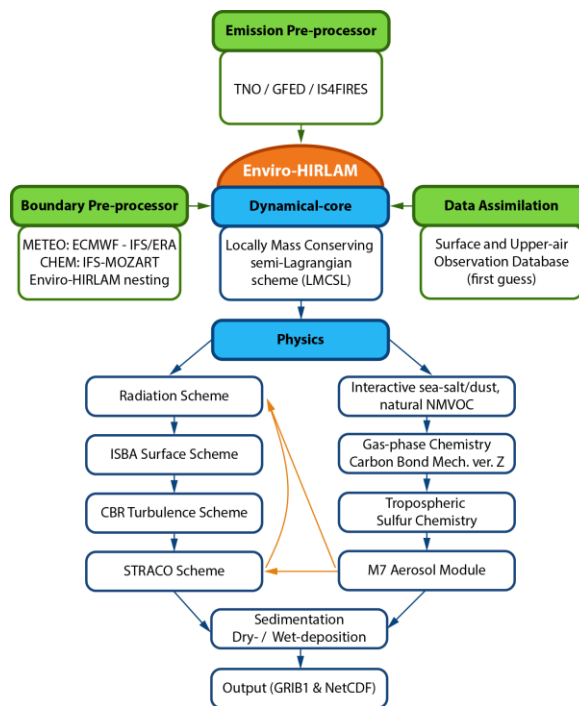 Emission Pre-processor
TNO / GFED / IS4FIRES
Enviro-HIRLAM
Boundary Pre-processor
METEO: ECMWF - IFS/ERA
CHEM: IFS-MOZART
Enviro-HIRLAM nesting
Dynamical-core
Locally Mass Conserving
semi-Lagrangian
scheme (LMCSL)
Data Assimilation
Surface and Upper-air
Observation Database
(first guess)
Physics
Radiation Scheme
ISBA Surface Scheme
CBR Turbulence Scheme
STRACO Scheme
Interactive sea-salt/dust,
natural NMVOC
Gas-phase Chemistry
Carbon Bond Mech. ver. Z
Tropospheric
Sulfur Chemistry
M7 Aerosol Module
Sedimentation
Dry- / Wet-deposition
Output (GRIB1 & NetCDF)